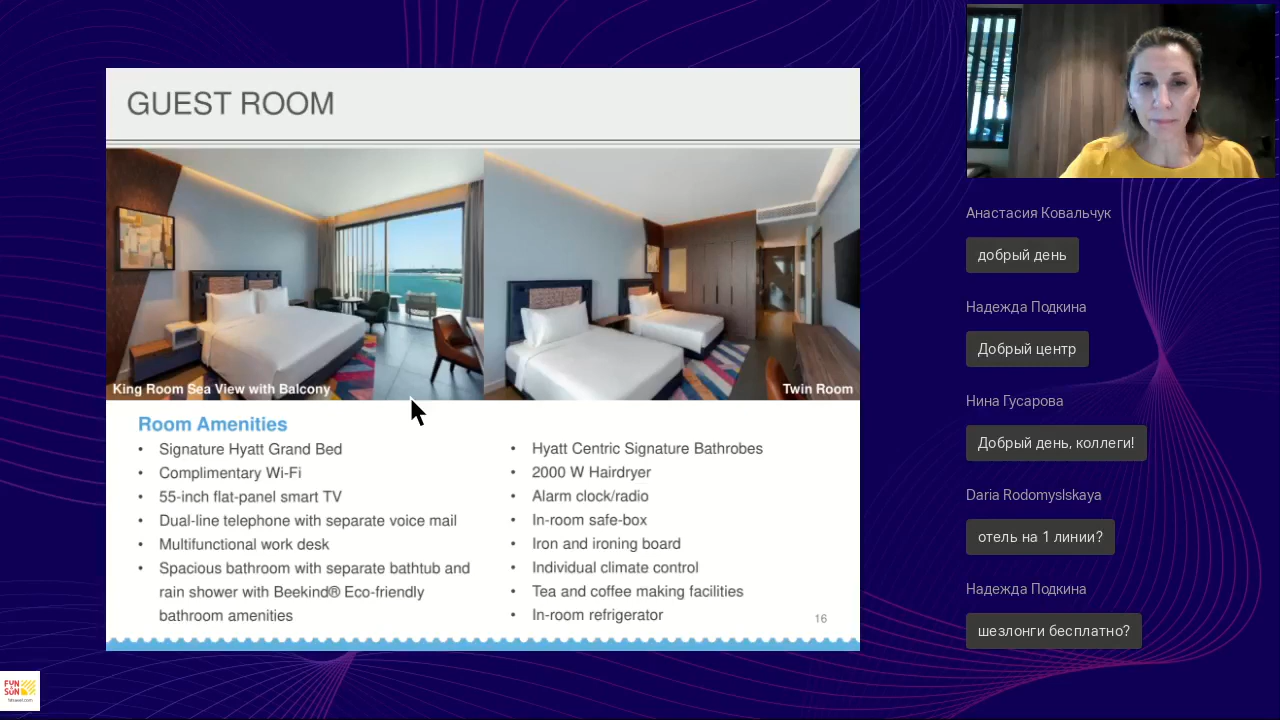 GUEST ROOM
King Room Sea View with Balcony
Twin Room
Room Amenities
• Signature Hyatt Grand Bed
• Complimentary Wi-Fi
• 55-inch flat-panel smart TV
• Dual-line telephone with separate voice mail
• Multifunctional work desk
• Spacious bathroom with separate bathtub and
rain shower with Beekind® Eco-friendly
bathroom amenities
• Hyatt Centric Signature Bathrobes
• 2000 W Hairdryer
• Alarm clock/radio
• In-room safe-box
• Iron and ironing board
• Individual climate control
• Tea and coffee making facilities
• In-room refrigerator
16
Анастасия Ковальчук
добрый день
Надежда Подкина
Добрый центр
Нина Гусарова
Добрый день, коллеги!
Daria Rodomyslskaya
отель на 1 линии?
Надежда Подкина
шезлонги бесплатно?
FUN
SUN